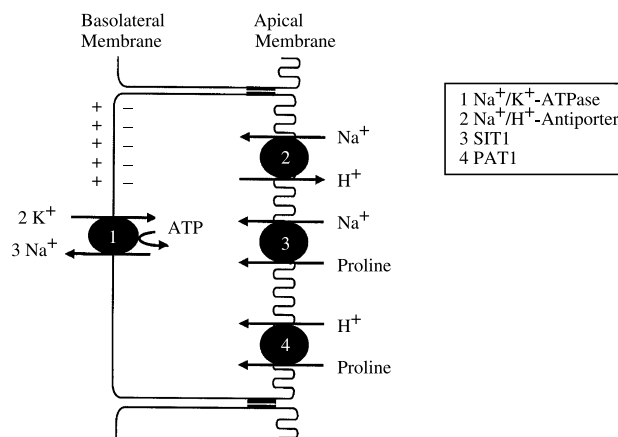 Basolateral
Membrane
Apical
Membrane
1 Na⁺/K⁺-ATPase
2 Na⁺/H⁺-Antiporter
3 SIT1
4 PAT1
+ −
+ −
+ −
+ −
+ −
Na⁺
2
H⁺
2 K⁺
1
ATP
3 Na⁺
Na⁺
3
Proline
H⁺
4
Proline